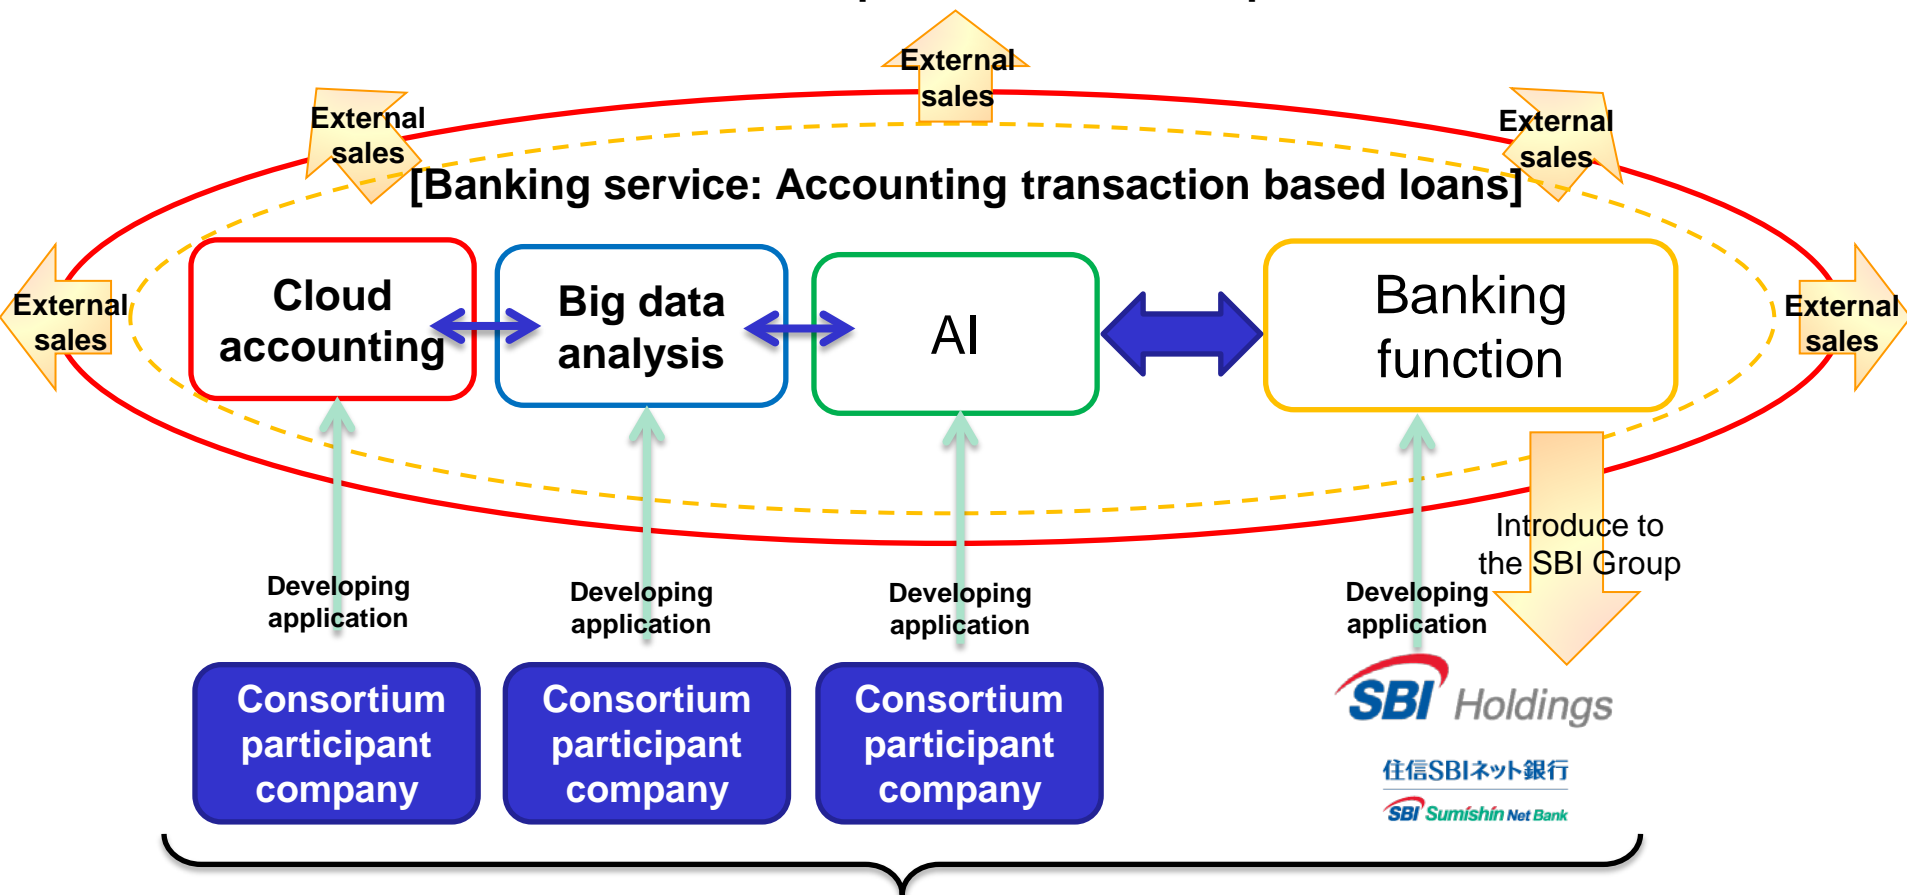 External
sales
External
sales
External
sales
[Banking service: Accounting transaction based loans]
External
sales
Cloud
accounting
Big data
analysis
AI
Banking
function
External
sales
Introduce to
the SBI Group
Developing
application
Developing
application
Developing
application
Developing
application
Consortium
participant
company
Consortium
participant
company
Consortium
participant
company
SBI Holdings
住信SBIネット銀行
SBI Sumishin Net Bank